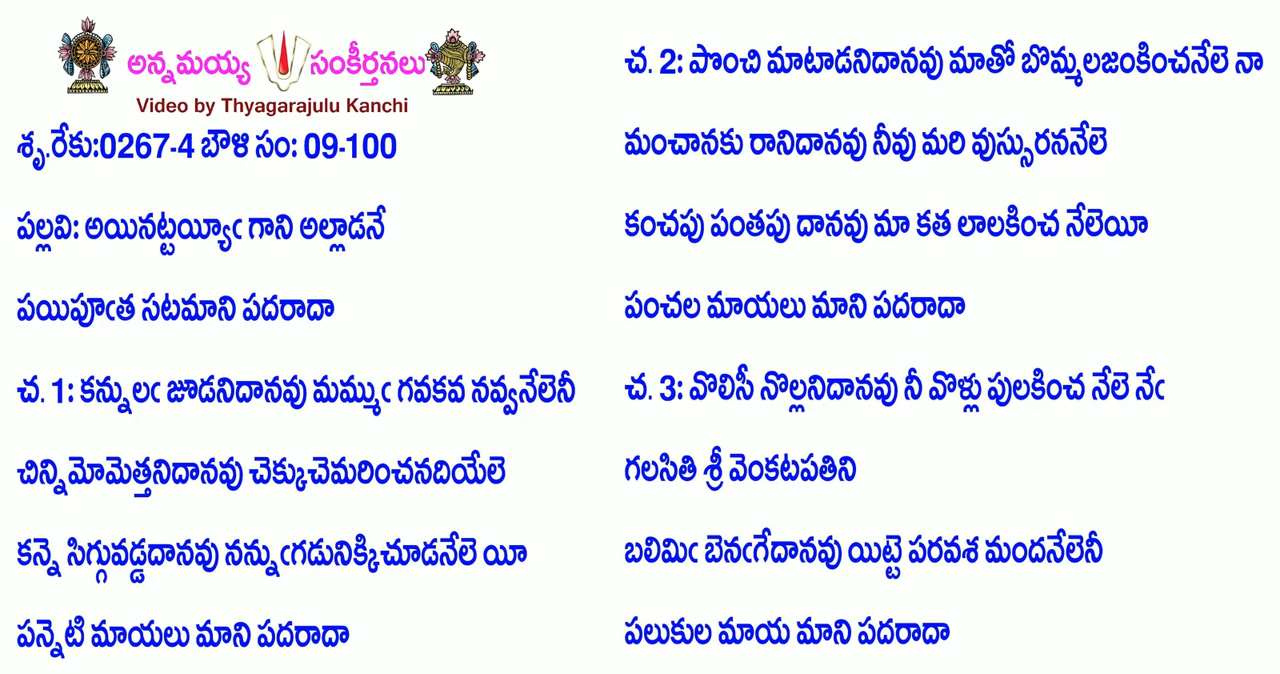 అన్నమయ్య సంకీర్తనలు
Video by Thyagarajulu Kanchi
శృ.రేకు:0267-4 బౌళి సం: 09-100
పల్లవి: అయినట్టయ్యీఁ గాని అల్లాడనే
పయిపూఁత సటమాని పదరాదా
చ. 1: కన్నులఁ జూడనిదానవు మమ్ముఁ గవకవ నవ్వనేలెనీ
చిన్నిమోమెత్తనిదానవు చెక్కుచెమరించనదియేలె
కన్నె సిగ్గువడ్డదానవు నన్నుఁగడునిక్కిచూడనేలె యీ
పన్నెటి మాయలు మాని పదరాదా
చ. 2: పొంచి మాటాడనిదానవు మాతో బొమ్మలజంకించనేలె నా
మంచానకు రానిదానవు నీవు మరి వుస్సురననేలె
కంచపు పంతపు దానవు మా కత లాలకించ నేలెయీ
పంచల మాయలు మాని పదరాదా
చ. 3: వొలిసీ నొల్లనిదానవు నీ వొళ్లు పులకించ నేలె నేఁ
గలసితి శ్రీ వెంకటపతిని
బలిమిఁ బెనఁగేదానవు యిట్టె పరవశ మందనేలెనీ
పలుకుల మాయ మాని పదరాదా